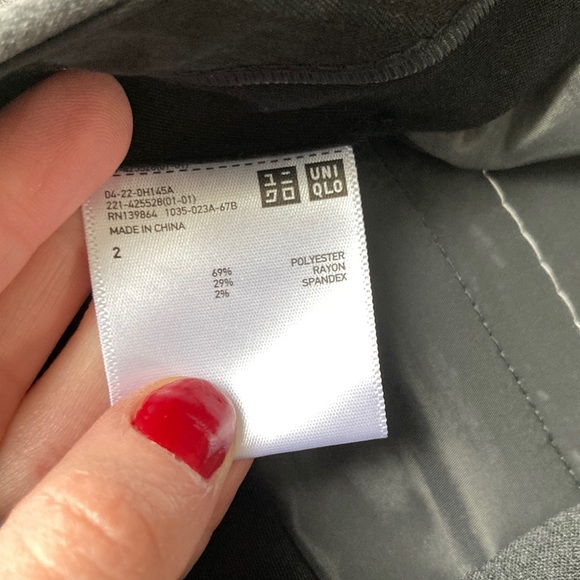 04-22-0H145A
221-425528(01-01)
RN139864 1035-023A-67B
MADE IN CHINA
ユニ
クロ
UNI
QLO
2
69% POLYESTER
29% RAYON
2% SPANDEX